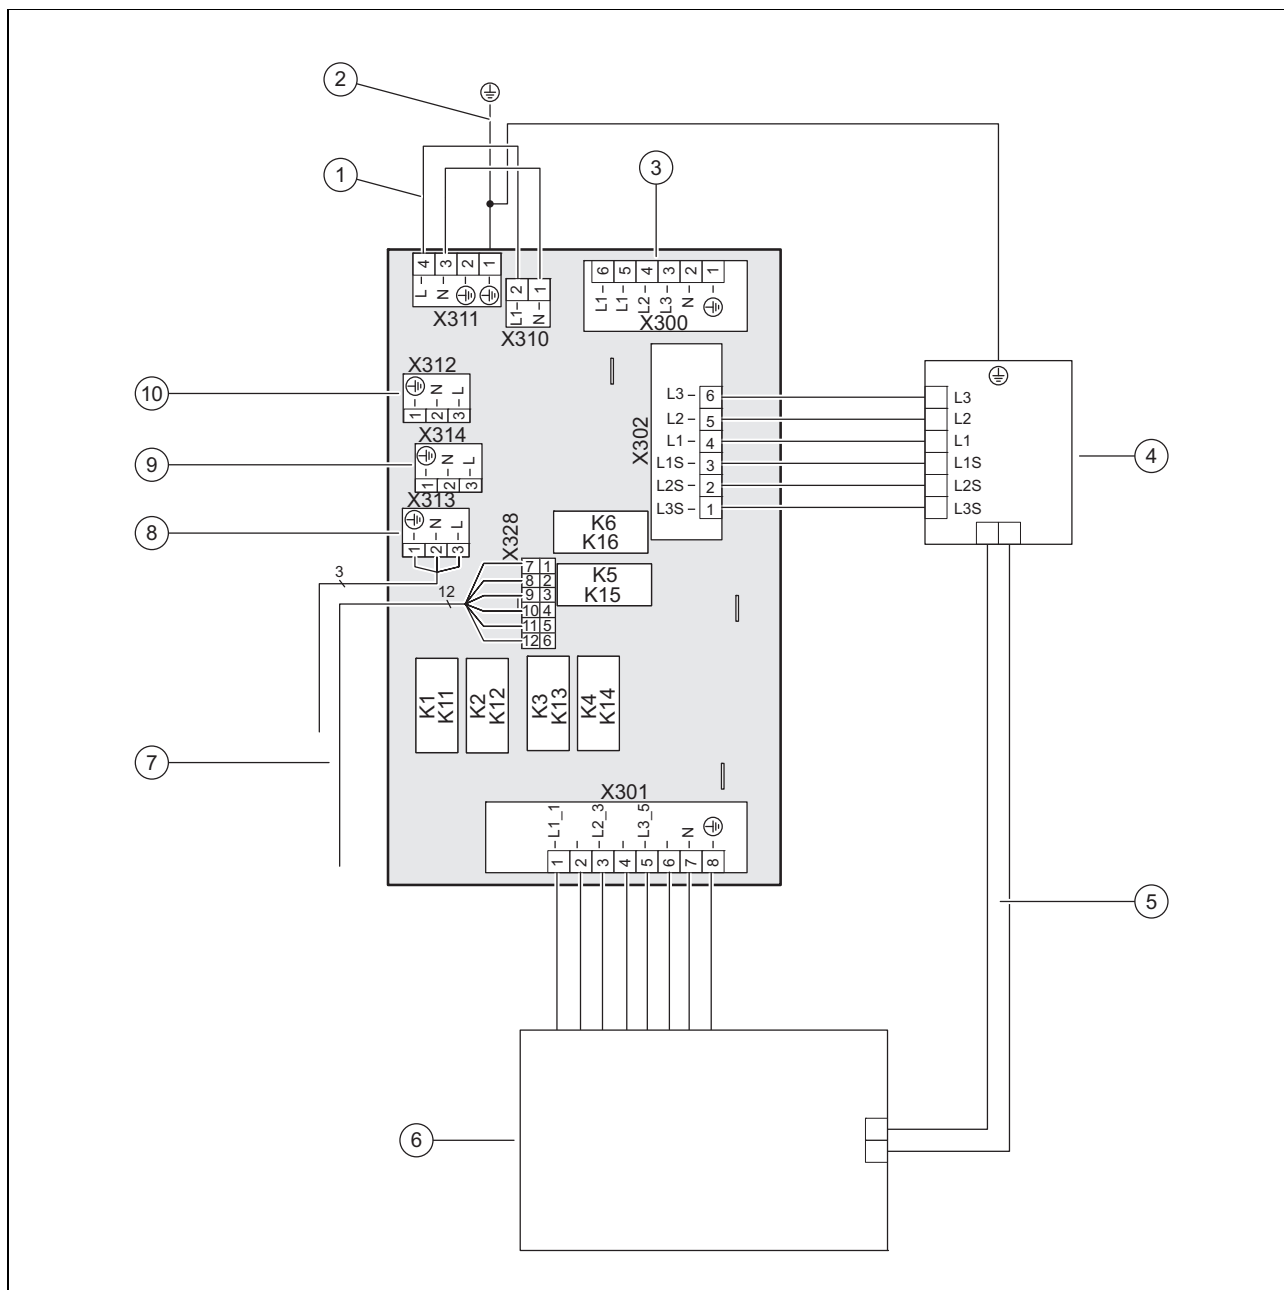 2
1
3
4 3 2 1
L N
X311
2 1
L1 N
X310
6 5 4 3 2 1
L1 L1 L2 L3 N
X300
X312
N L
1 2 3
10
X314
N L
1 2 3
9
X313
N L
1 2 3
8
X302
L3 6
L2 5
L1 4
L1S 3
L2S 2
L3S 1
L3
L2
L1
L1S
L2S
L3S
4
X328
7 1
8 2
9 3
10 4
11 5
12 6
K6
K16
K5
K15
3
12
K1
K11
K2
K12
K3
K13
K4
K14
7
X301
L1_1 L2_3 L3_5 N
1 2 3 4 5 6 7 8
5
6